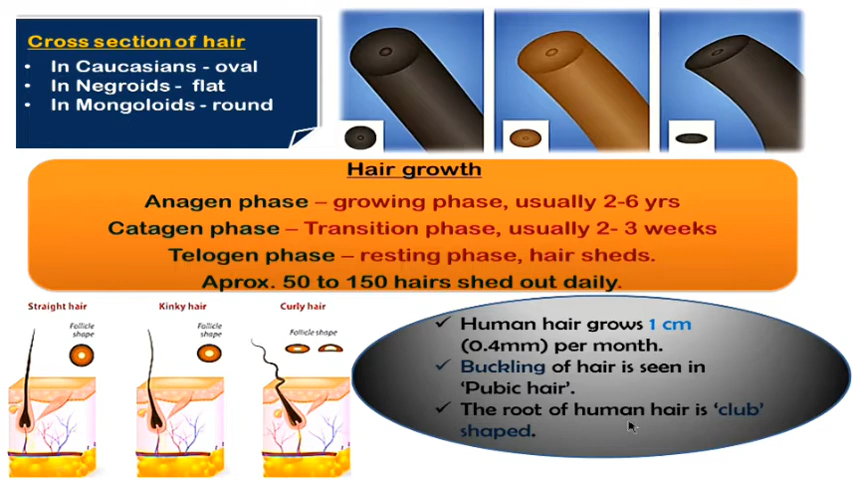 Cross section of hair
• In Caucasians - oval
• In Negroids - flat
• In Mongoloids - round
Hair growth
Anagen phase – growing phase, usually 2-6 yrs
Catagen phase – Transition phase, usually 2- 3 weeks
Telogen phase – resting phase, hair sheds.
Aprox. 50 to 150 hairs shed out daily.
Straight hair
Follicle
shape
Kinky hair
Follicle
shape
Curly hair
Follicle shape
✓ Human hair grows 1 cm
(0.4mm) per month.
✓ Buckling of hair is seen in
‘Pubic hair’.
✓ The root of human hair is ‘club’
shaped.